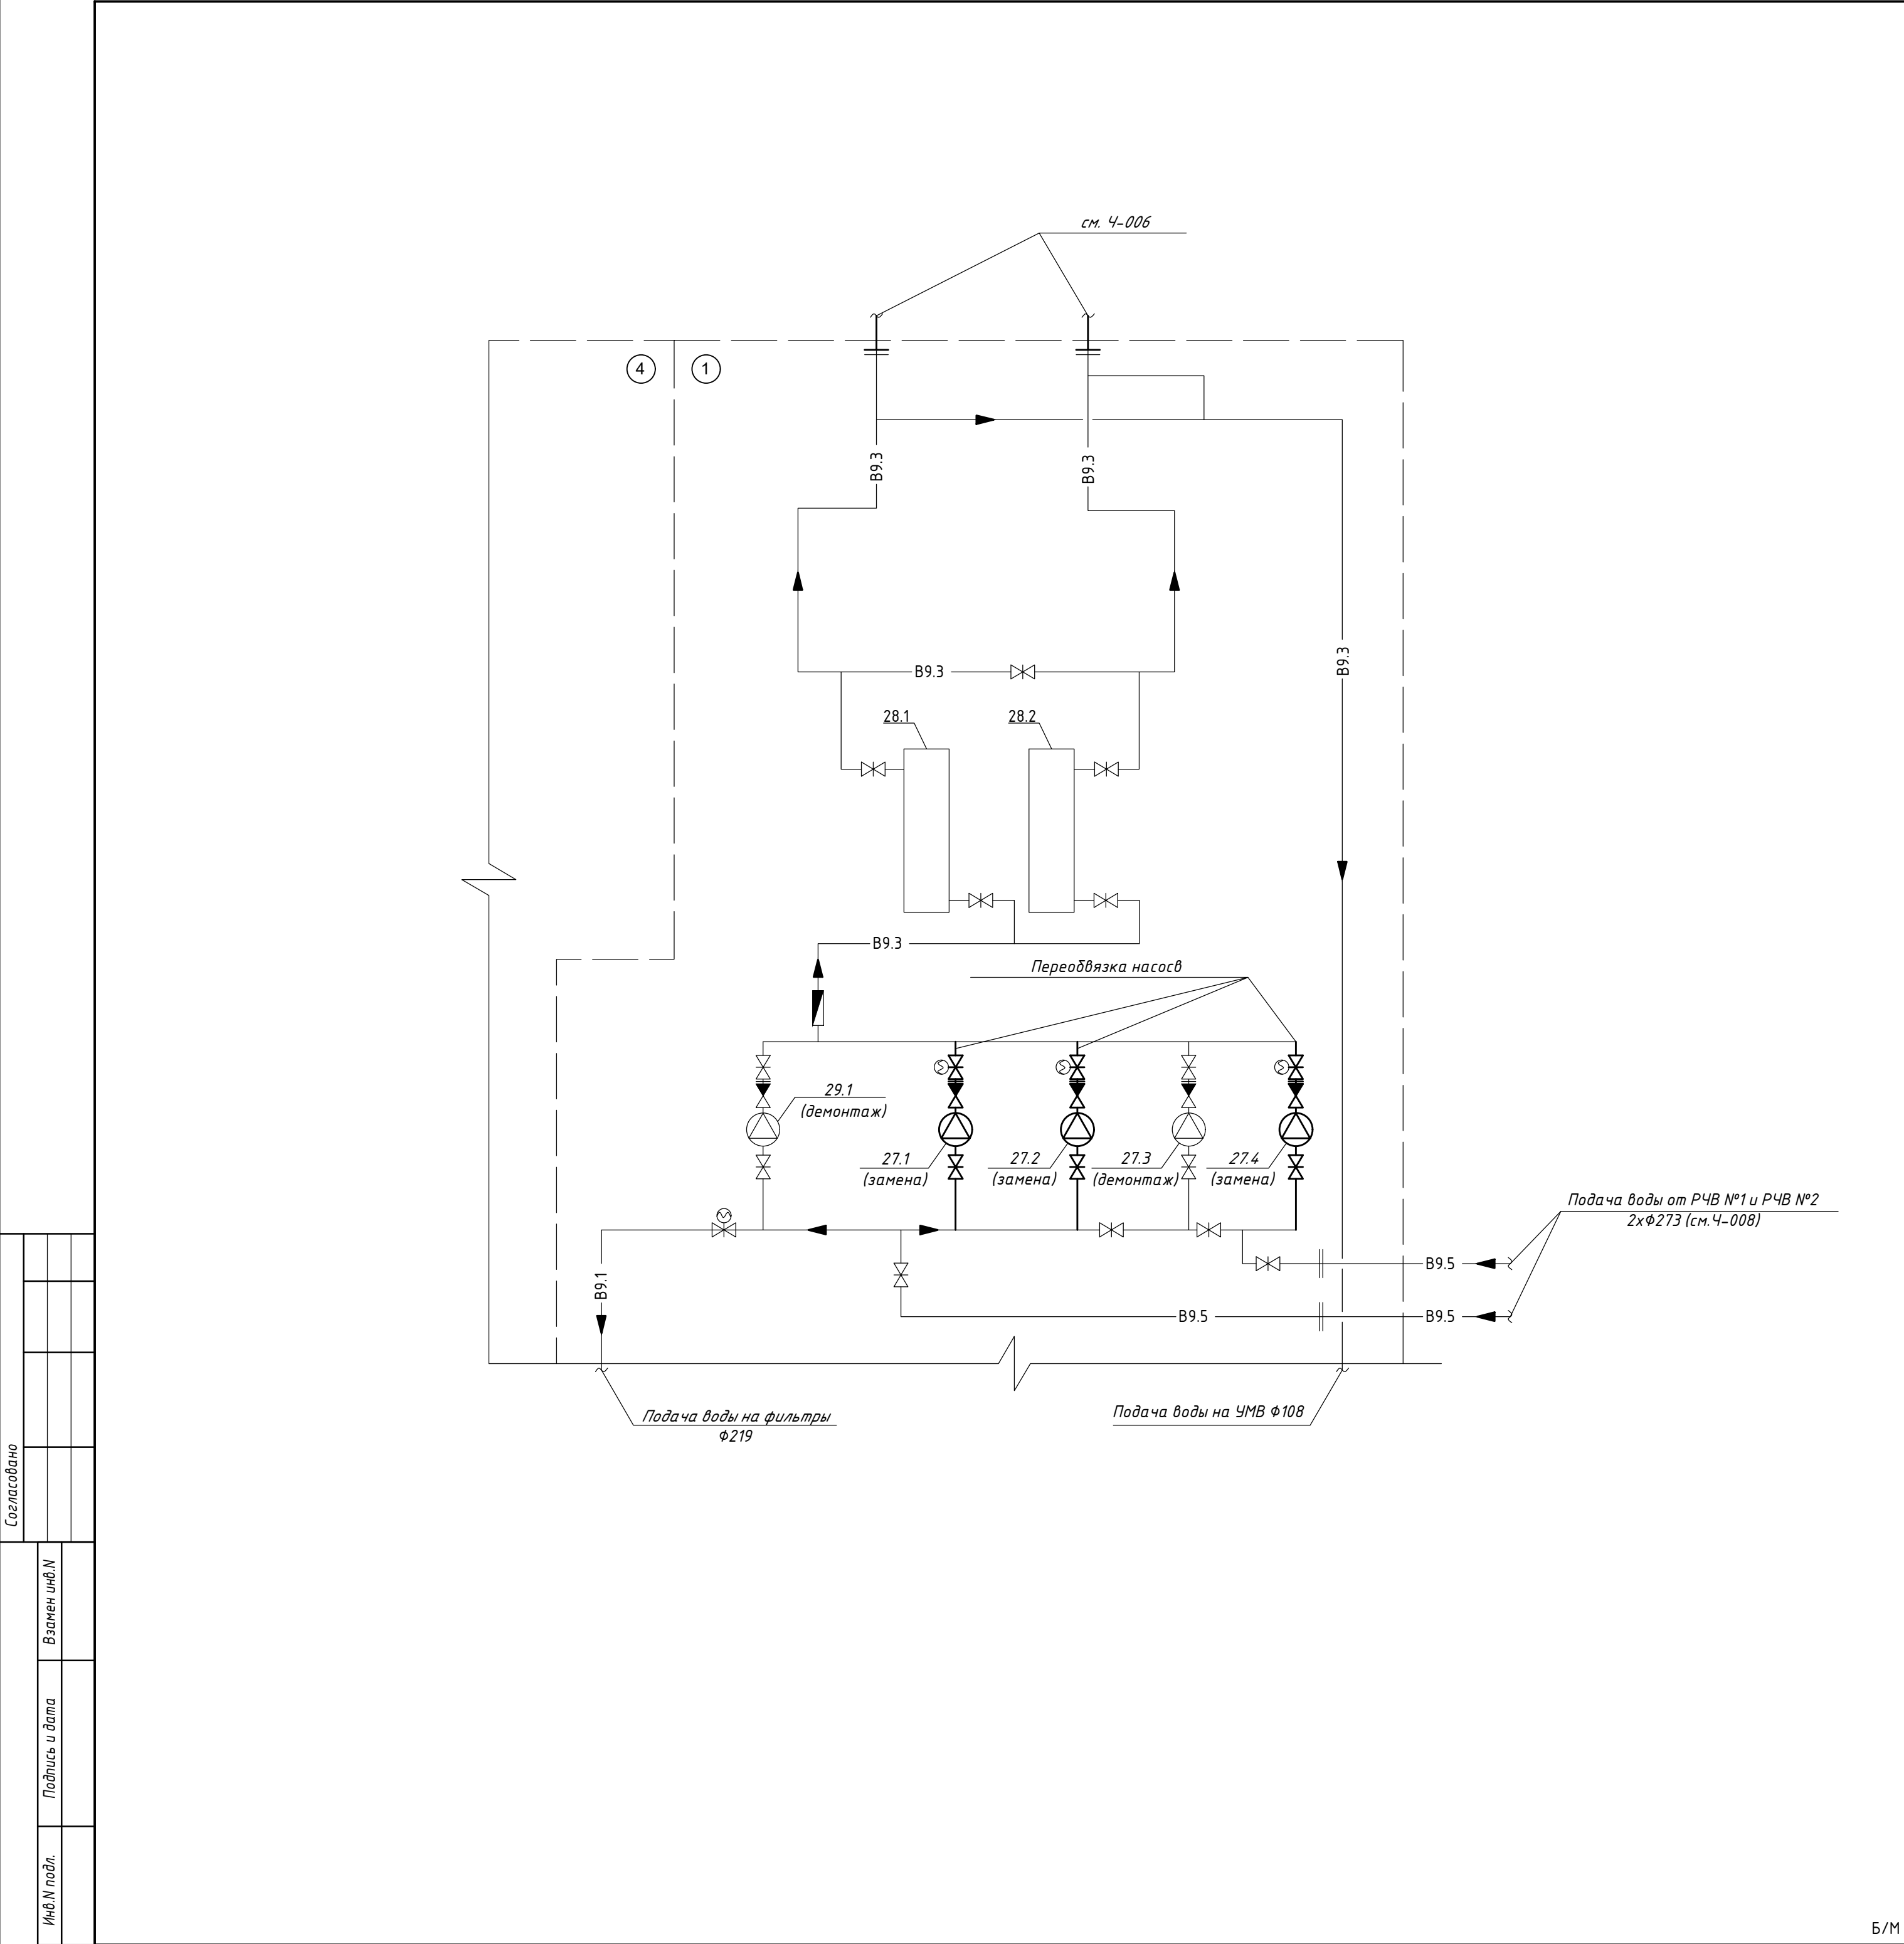 см. Ч-006
4
1
В9.3
В9.3
В9.3
В9.3
28.1
28.2
В9.3
Переобвязка насосв
29.1
(демонтаж)
27.1
(замена)
27.2
(замена)
27.3
(демонтаж)
27.4
(замена)
Подача воды от РЧВ №1 и РЧВ №2
2хФ273 (см.Ч-008)
В9.5
В9.1
В9.5
В9.5
Подача воды на фильтры
Ф219
Подача воды на УМВ Ф108
Согласовано
Взамен инв.N
Подпись и дата
Инв.N подл.
Б/М